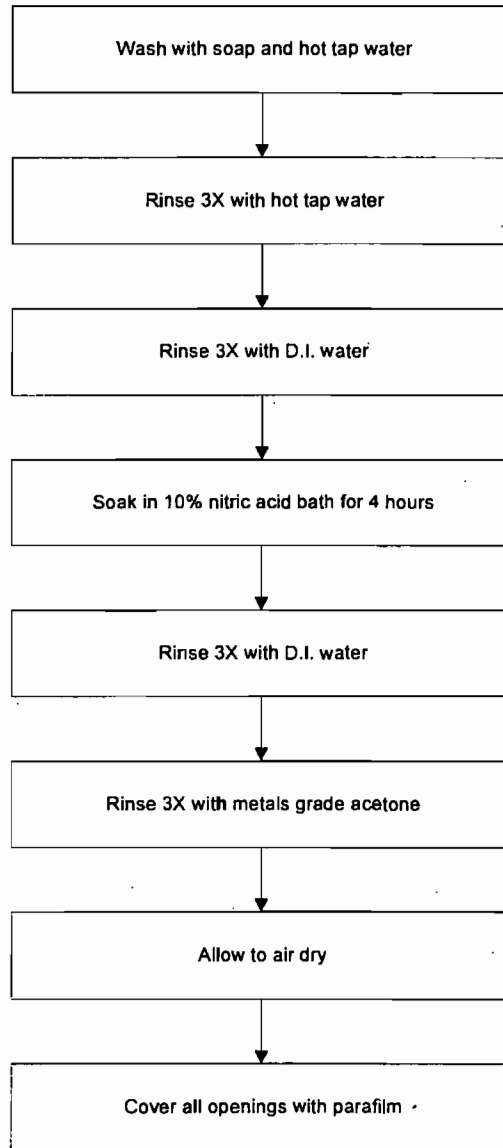 Wash with soap and hot tap water
Rinse 3X with hot tap water
Rinse 3X with D.I. water
Soak in 10% nitric acid bath for 4 hours
Rinse 3X with D.I. water
Rinse 3X with metals grade acetone
Allow to air dry
Cover all openings with parafilm